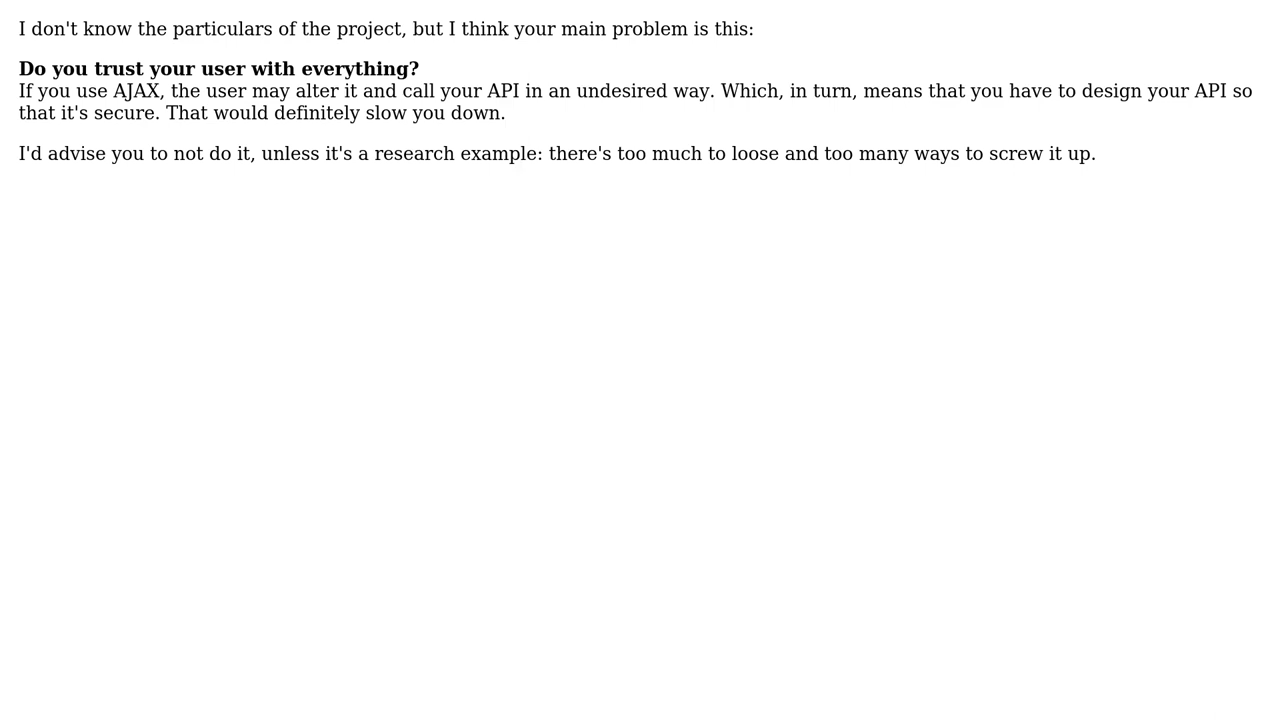 I don't know the particulars of the project, but I think your main problem is this:
Do you trust your user with everything?
If you use AJAX, the user may alter it and call your API in an undesired way. Which, in turn, means that you have to design your API so
that it's secure. That would definitely slow you down.
I'd advise you to not do it, unless it's a research example: there's too much to loose and too many ways to screw it up.